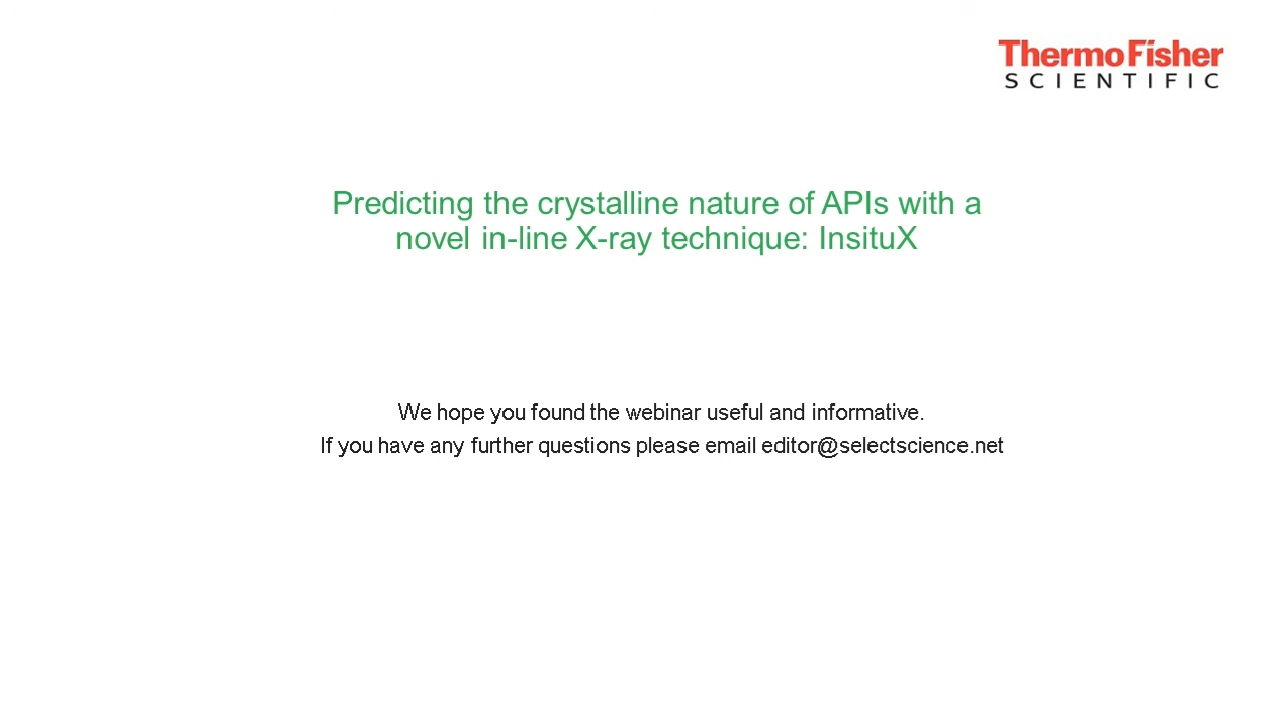 ThermoFisher
SCIENTIFIC
Predicting the crystalline nature of APIs with a
novel in-line X-ray technique: InsituX
We hope you found the webinar useful and informative.
If you have any further questions please email editor@selectscience.net